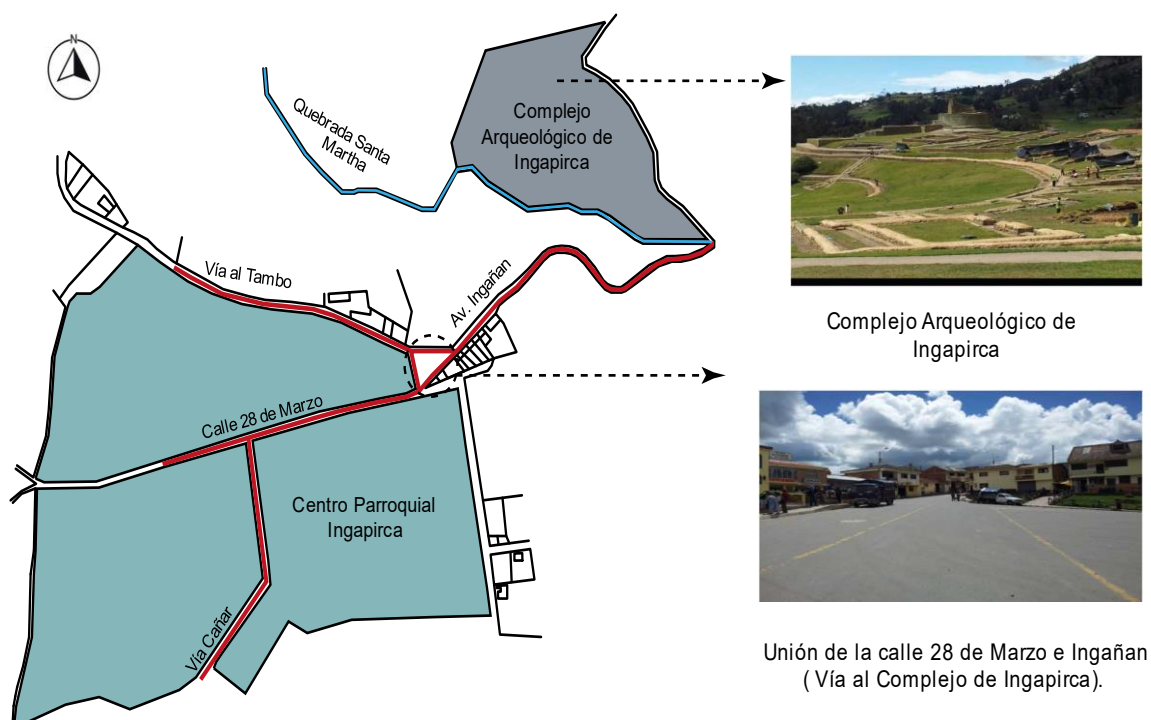 N
Quebrada Santa
Martha
Complejo
Arqueológico de
Ingapirca
Vía al Tambo
Av. Ingañan
Calle 28 de Marzo
Centro Parroquial
Ingapirca
Vía Cañar
Complejo Arqueológico de
Ingapirca
Unión de la calle 28 de Marzo e Ingañan
( Vía al Complejo de Ingapirca).